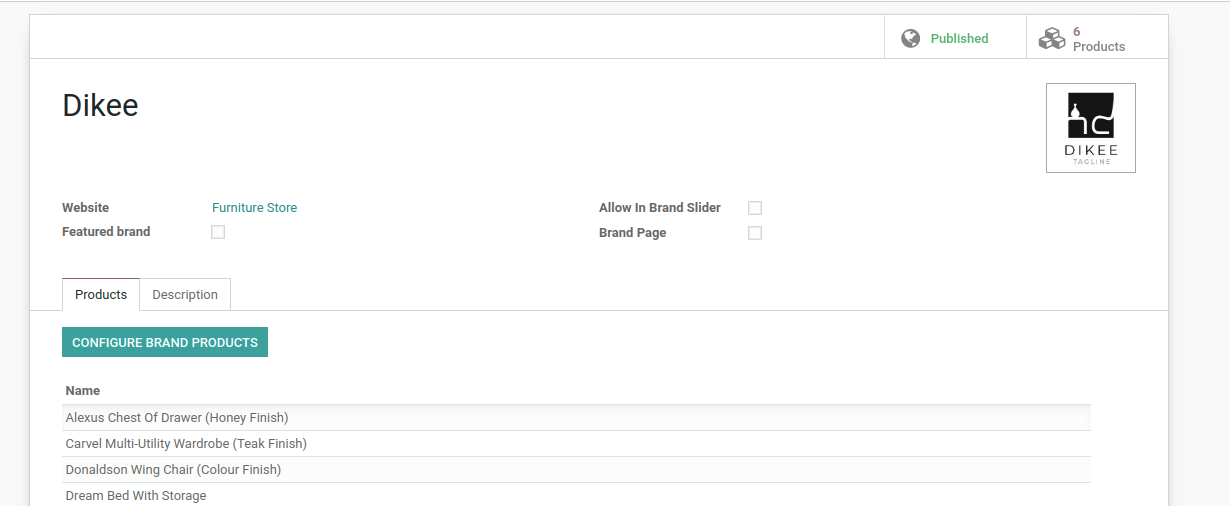 Published
6
Products
Dikee
DIKEE
TAGLINE
Website Furniture Store Allow In Brand Slider
Featured brand Brand Page
Products Description
CONFIGURE BRAND PRODUCTS
Name
Alexus Chest Of Drawer (Honey Finish)
Carvel Multi-Utility Wardrobe (Teak Finish)
Donaldson Wing Chair (Colour Finish)
Dream Bed With Storage